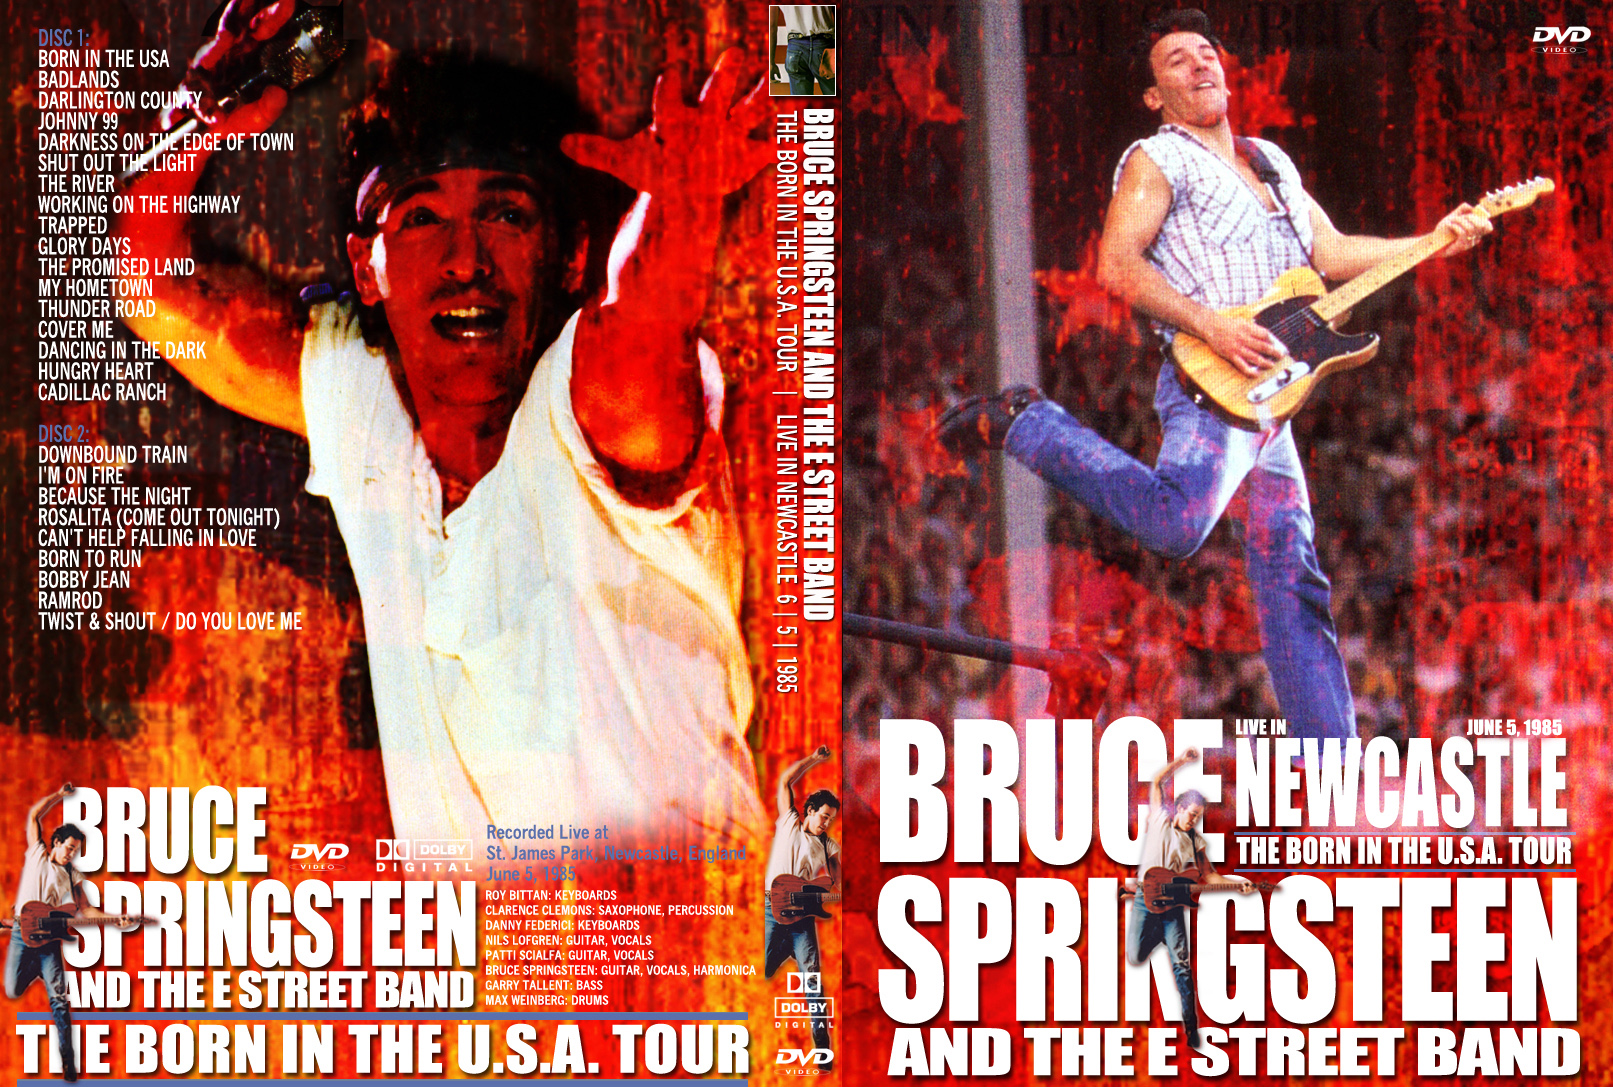 DISC 1:
BORN IN THE USA
BADLANDS
DARLINGTON COUNTY
JOHNNY 99
DARKNESS ON THE EDGE OF TOWN
SHUT OUT THE LIGHT
THE RIVER
WORKING ON THE HIGHWAY
TRAPPED
GLORY DAYS
THE PROMISED LAND
MY HOMETOWN
THUNDER ROAD
COVER ME
DANCING IN THE DARK
HUNGRY HEART
CADILLAC RANCH
DISC 2:
DOWNBOUND TRAIN
I'M ON FIRE
BECAUSE THE NIGHT
ROSALITA (COME OUT TONIGHT)
CAN'T HELP FALLING IN LOVE
BORN TO RUN
BOBBY JEAN
RAMROD
TWIST & SHOUT / DO YOU LOVE ME
BRUCE
SPRINGSTEEN
AND THE E STREET BAND
THE BORN IN THE U.S.A. TOUR
DVD
VIDEO
DOLBY
DIGITAL
Recorded Live at
St. James Park, Newcastle, England
June 5, 1985
ROY BITTAN: KEYBOARDS
CLARENCE CLEMONS: SAXOPHONE, PERCUSSION
DANNY FEDERICI: KEYBOARDS
NILS LOFGREN: GUITAR, VOCALS
PATTI SCIALFA: GUITAR, VOCALS
BRUCE SPRINGSTEEN: GUITAR, VOCALS, HARMONICA
GARRY TALLENT: BASS
MAX WEINBERG: DRUMS
BRUCE SPRINGSTEEN AND THE E STREET BAND
THE BORN IN THE U.S.A. TOUR | LIVE IN NEWCASTLE 6 | 5 | 1985
DOLBY
DIGITAL
DVD
VIDEO
DVD
VIDEO
BRUCE
LIVE IN JUNE 5, 1985
NEWCASTLE
THE BORN IN THE U.S.A. TOUR
SPRINGSTEEN
AND THE E STREET BAND